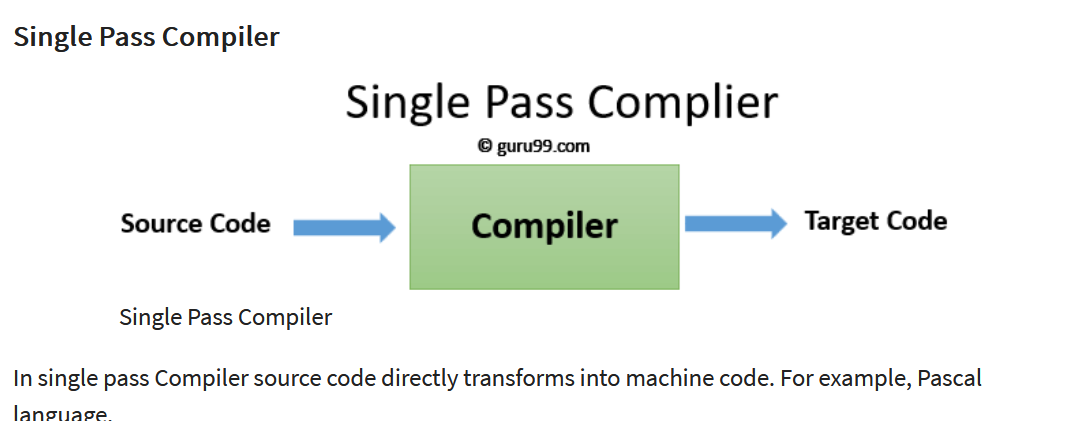 Single Pass Compiler
Single Pass Complier
© guru99.com
Source Code
Compiler
Target Code
Single Pass Compiler
In single pass Compiler source code directly transforms into machine code. For example, Pascal
language.